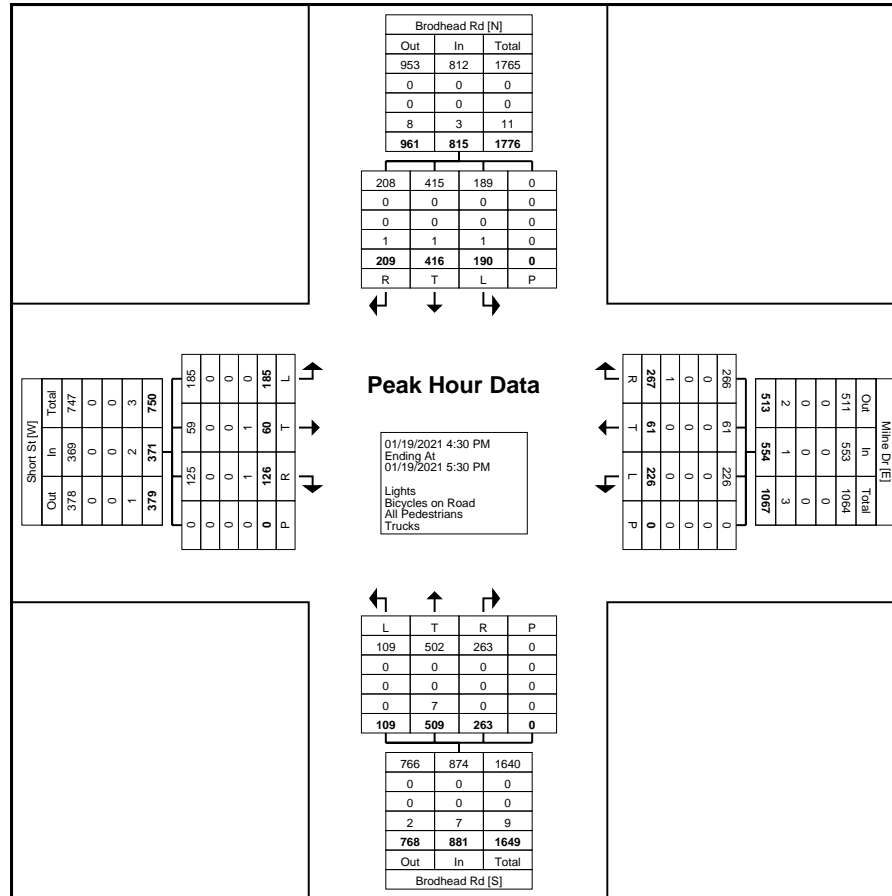 Brodhead Rd [N]
Out In Total
953 812 1765
0 0 0
0 0 0
8 3 11
961 815 1776
208 415 189 0
0 0 0 0
0 0 0 0
1 1 1 0
209 416 190 0
R T L P
Short St [W]
Total In Out
747 369 378
0 0 0
0 0 0
3 2 1
750 371 379
185 59 125 0
0 0 0 0
0 0 0 0
0 1 1 0
185 60 126 0
L T R P
Peak Hour Data
01/19/2021 4:30 PM
Ending At
01/19/2021 5:30 PM
Lights
Bicycles on Road
All Pedestrians
Trucks
R T L P
267 61 226 0
1 0 0 0
0 0 0 0
0 0 0 0
266 61 226 0
513 554 1067
2 1 3
0 0 0
0 0 0
511 553 1064
Out In Total
Milne Dr [E]
L T R P
109 502 263 0
0 0 0 0
0 0 0 0
0 7 0 0
109 509 263 0
766 874 1640
0 0 0
0 0 0
2 7 9
768 881 1649
Out In Total
Brodhead Rd [S]